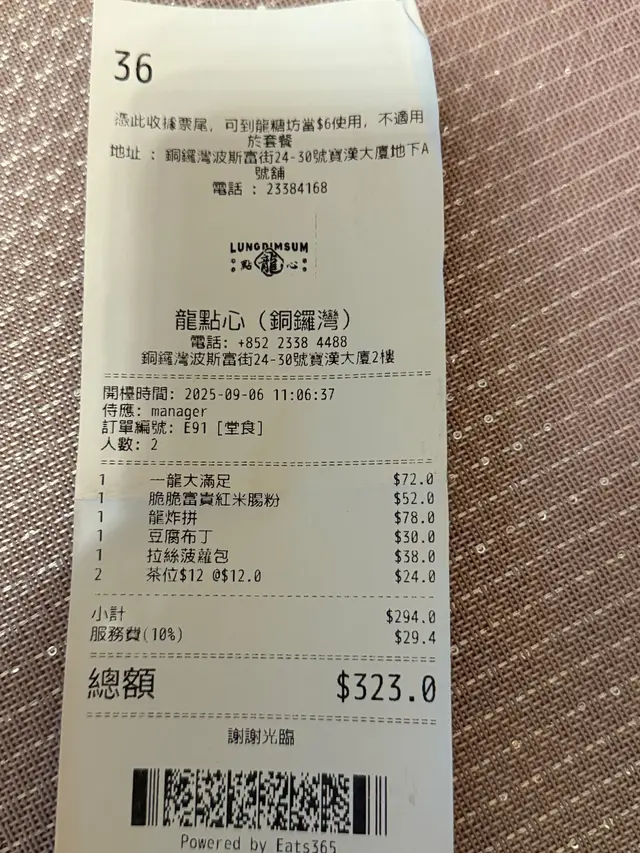 36
憑此收據票尾，可到龍糖坊當$6使用，不適用
於套餐
地址 : 銅鑼灣波斯富街24-30號寶漢大廈地下A
號舖
電話 : 23384168
LUNGDIMSUM
點 龍 心
龍點心（銅鑼灣）
電話: +852 2338 4488
銅鑼灣波斯富街24-30號寶漢大廈2樓
開檯時間: 2025-09-06 11:06:37
侍應: manager
訂單編號: E91 [堂食]
人數: 2
1 一龍大滿足 $72.0
1 脆脆富貴紅米腸粉 $52.0
1 龍炸拼 $78.0
1 豆腐布丁 $30.0
1 拉絲菠蘿包 $38.0
2 茶位$12 @$12.0 $24.0
小計 $294.0
服務費(10%) $29.4
總額 $323.0
謝謝光臨
Powered by Eats365